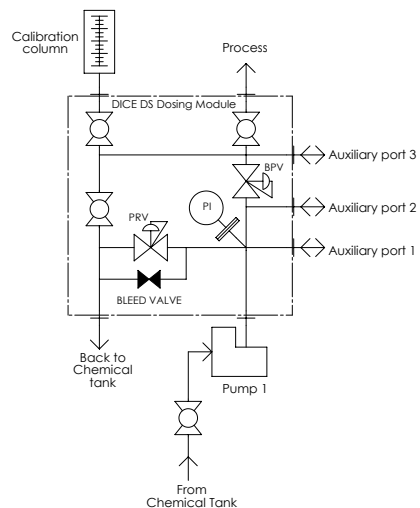 Calibration
column
Process
DICE DS Dosing Module
Auxiliary port 3
BPV
PI
Auxiliary port 2
PRV
Auxiliary port 1
BLEED VALVE
Back to
Chemical
tank
Pump 1
From
Chemical Tank